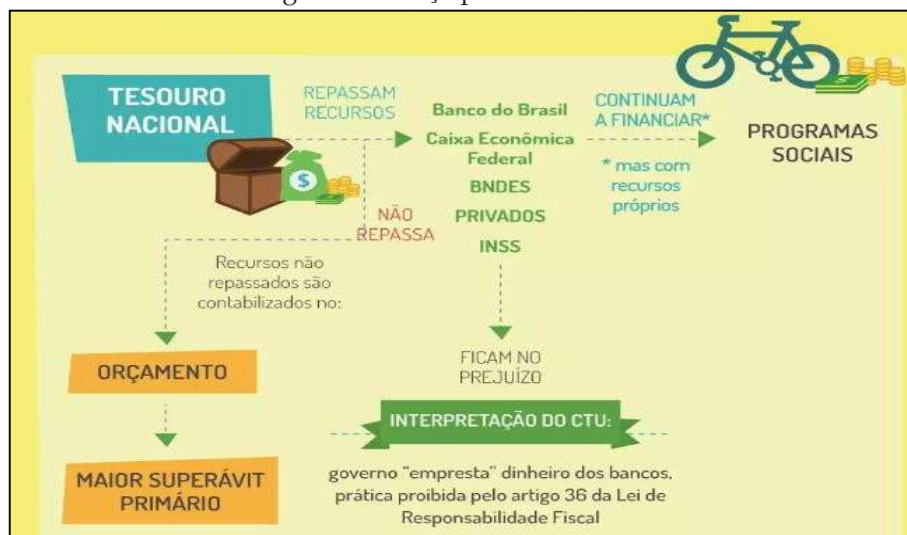 TESOURO
NACIONAL
REPASSAM
RECURSOS
NÃO
REPASSA
Banco do Brasil
Caixa Econômica
Federal
BNDES
PRIVADOS
INSS
CONTINUAM
A FINANCIAR*
* mas com
recursos
próprios
PROGRAMAS
SOCIAIS
Recursos não
repassados são
contabilizados no:
ORÇAMENTO
MAIOR SUPERÁVIT
PRIMÁRIO
FICAM NO
PREJUÍZO
INTERPRETAÇÃO DO CTU:
governo "empresta" dinheiro dos bancos,
prática proibida pelo artigo 36 da Lei de
Responsabilidade Fiscal